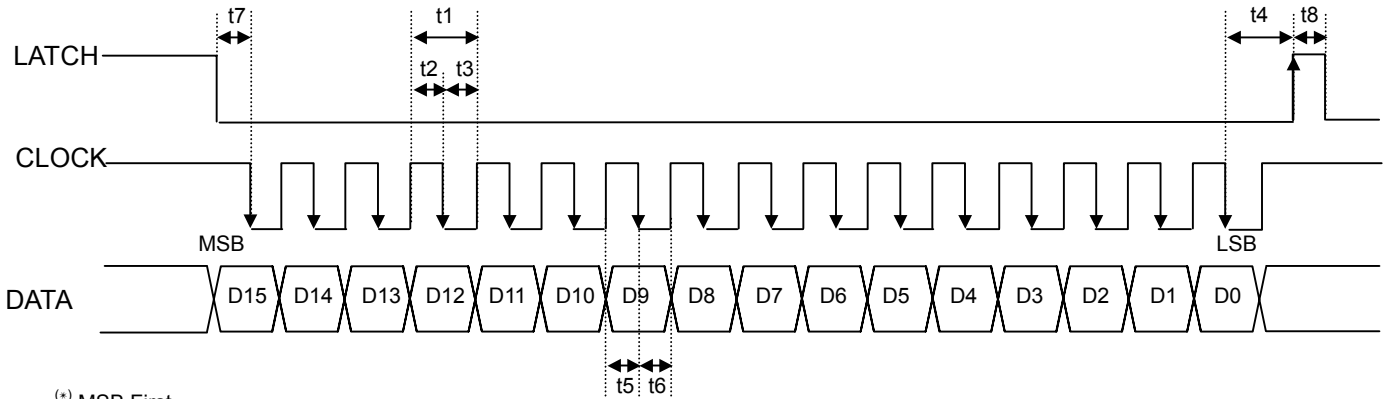 t7 t1 t4 t8
LATCH t2 t3
CLOCK
MSB LSB
DATA D15 D14 D13 D12 D11 D10 D9 D8 D7 D6 D5 D4 D3 D2 D1 D0
t5 t6
(*) MSB First